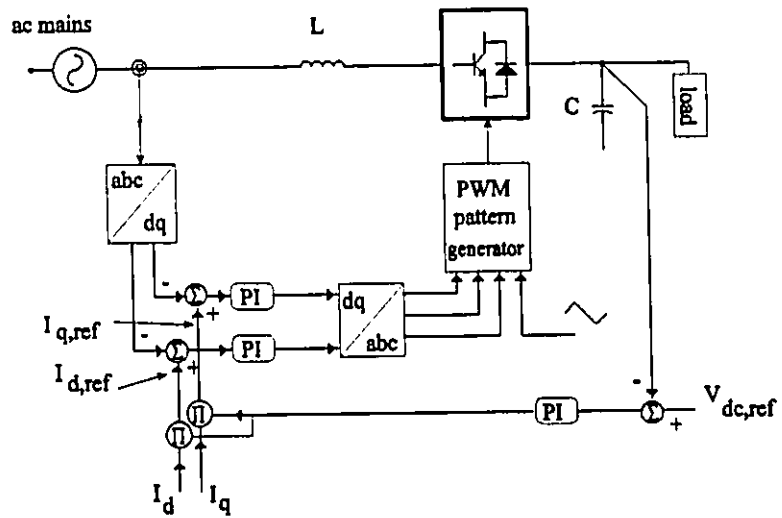 ac mains
L
C
load
abc
dq
PWM
pattern
generator
-
Σ
+
PI
dq
abc
I q,ref
-
Σ
+
PI
I d,ref
Π
Π
PI
-
Σ
+
V dc,ref
I d
I q